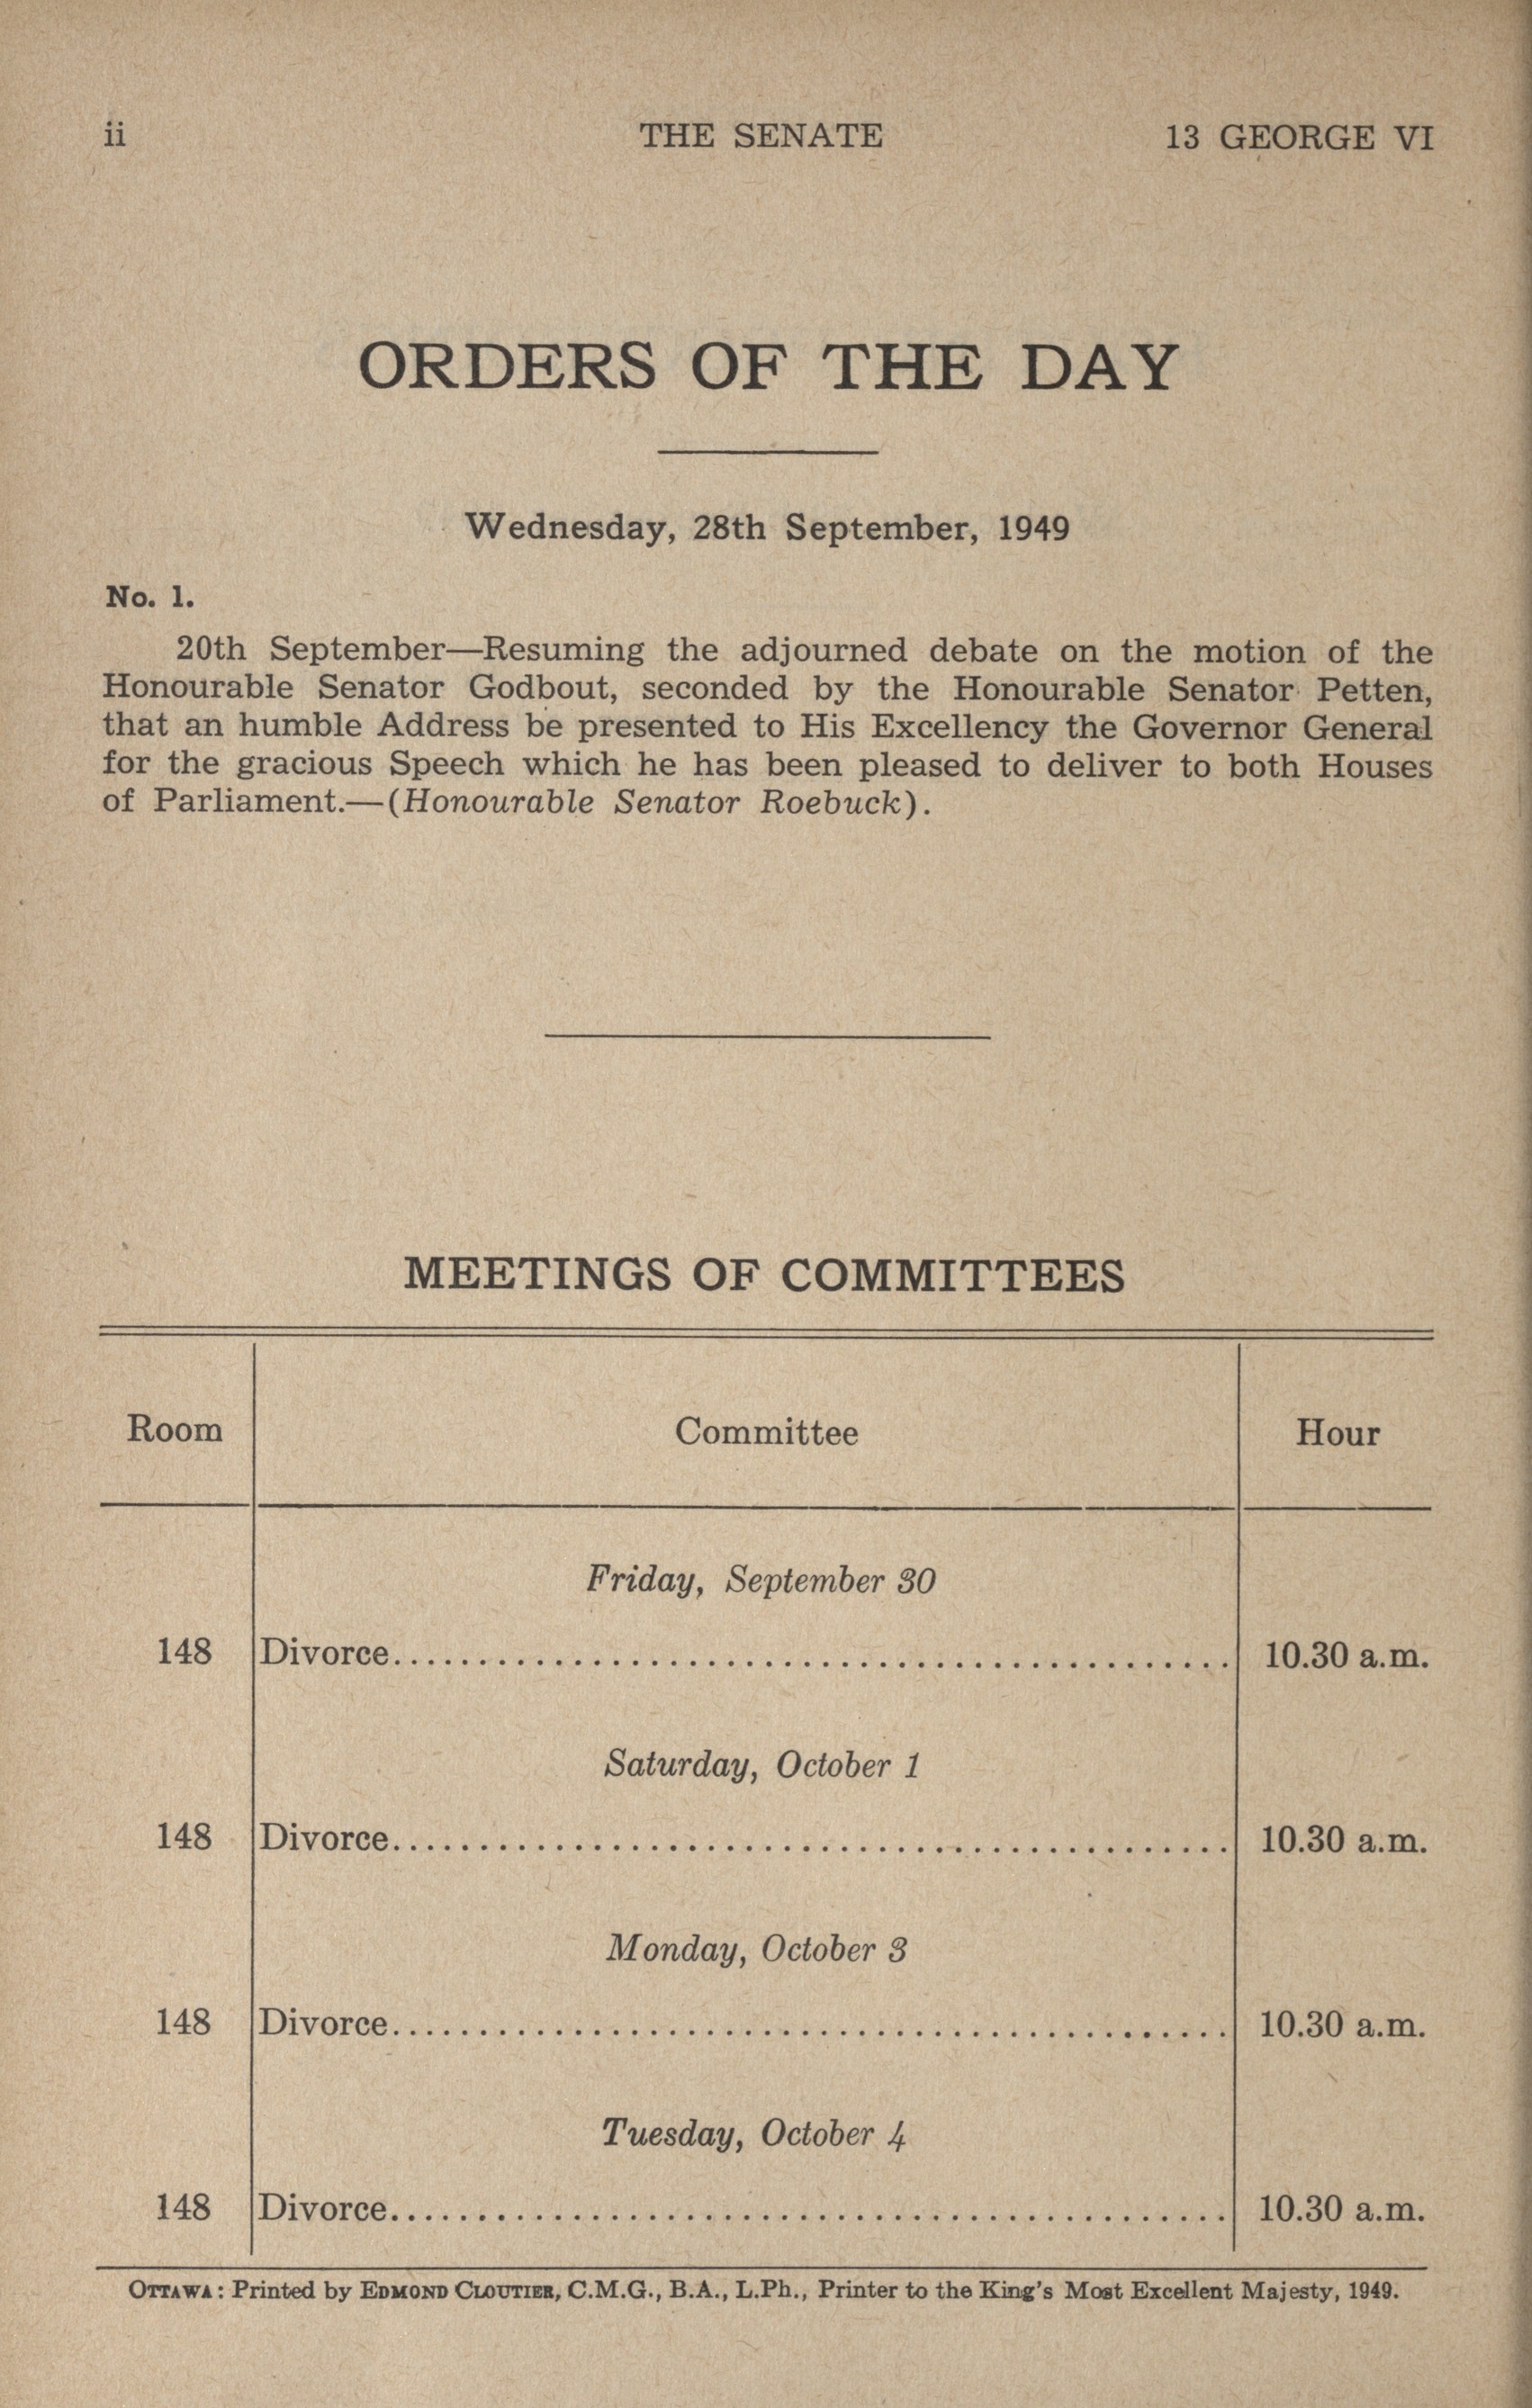 ii THE SENATE 13 GEORGE VI
ORDERS OF THE DAY
Wednesday, 28th September, 1949
No. 1.
20th September—Resuming the adjourned debate on the motion of the
Honourable Senator Godbout, seconded by the Honourable Senator Petten,
that an humble Address be presented to His Excellency the Governor General
for the gracious Speech which he has been pleased to deliver to both Houses
of Parliament.—(Honourable Senator Roebuck).
MEETINGS OF COMMITTEES
Room Committee Hour
Friday, September 30
148 Divorce.......................................... 10.30 a.m.
Saturday, October 1
148 Divorce.......................................... 10.30 a.m.
Monday, October 3
148 Divorce.......................................... 10.30 a.m.
Tuesday, October 4
148 Divorce.......................................... 10.30 a.m.
OTTAWA: Printed by EDMOND CLOUTIER, C.M.G., B.A., L.Ph., Printer to the King's Most Excellent Majesty, 1949.